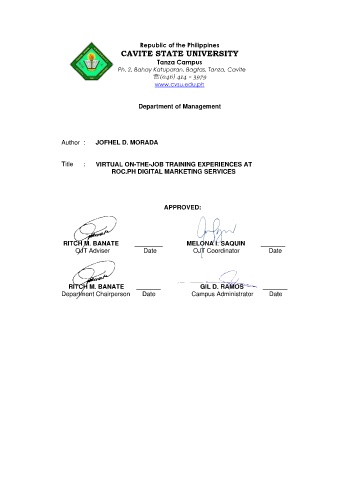 Republic of the Philippines
CAVITE STATE UNIVERSITY
Tanza Campus
Ph. 2, Bahay Katuparan, Bagtas, Tanza, Cavite
☏(046) 414 – 3979
www.cvsu.edu.ph
Department of Management
Author : JOFHEL D. MORADA
Title : VIRTUAL ON-THE-JOB TRAINING EXPERIENCES AT
ROC.PH DIGITAL MARKETING SERVICES
APPROVED:
RITCH M. BANATE MELONA I. SAQUIN
OJT Adviser Date OJT Coordinator Date
RITCH M. BANATE GIL D. RAMOS
Department Chairperson Date Campus Administrator Date